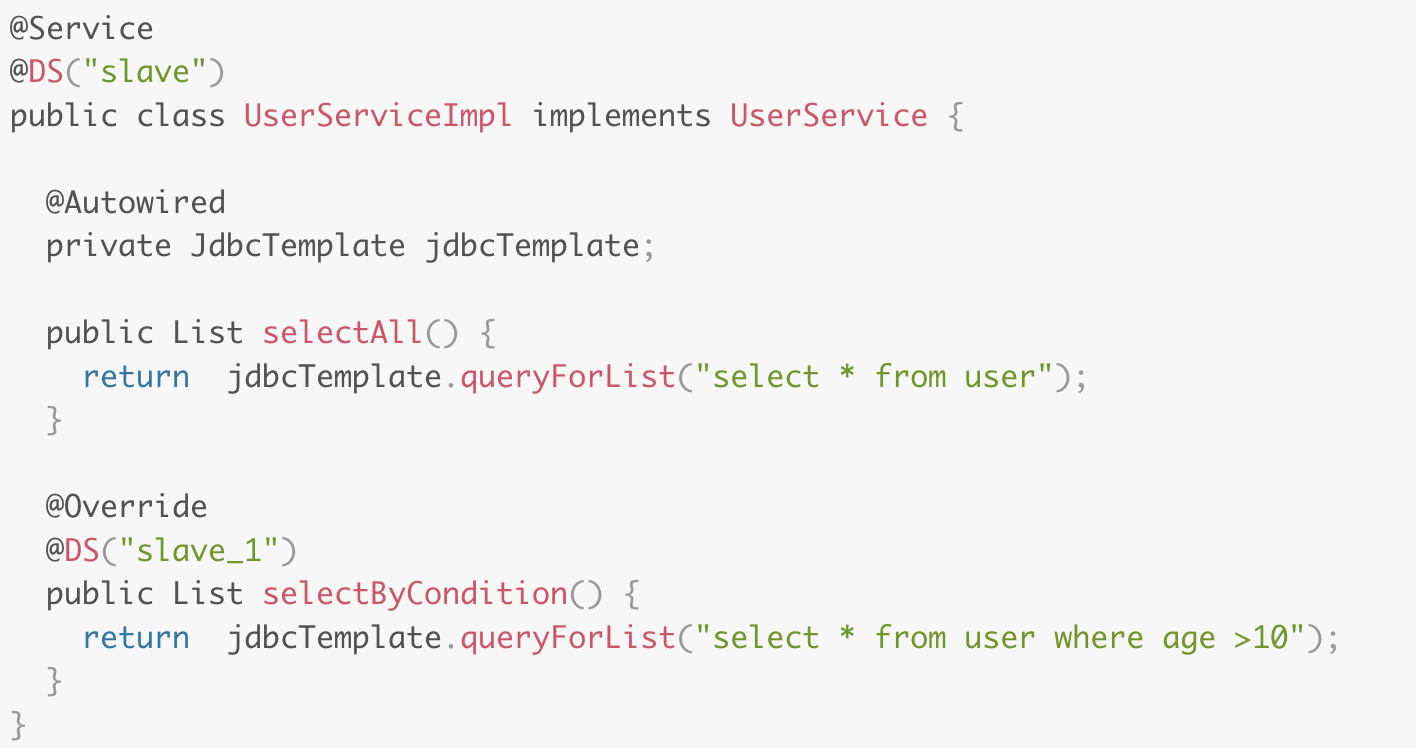 @Service
@DS("slave")
public class UserServiceImpl implements UserService {
@Autowired
private JdbcTemplate jdbcTemplate;
public List selectAll() {
return  jdbcTemplate.queryForList("select * from user");
}
@Override
@DS("slave_1")
public List selectByCondition() {
return  jdbcTemplate.queryForList("select * from user where age >10");
}
}